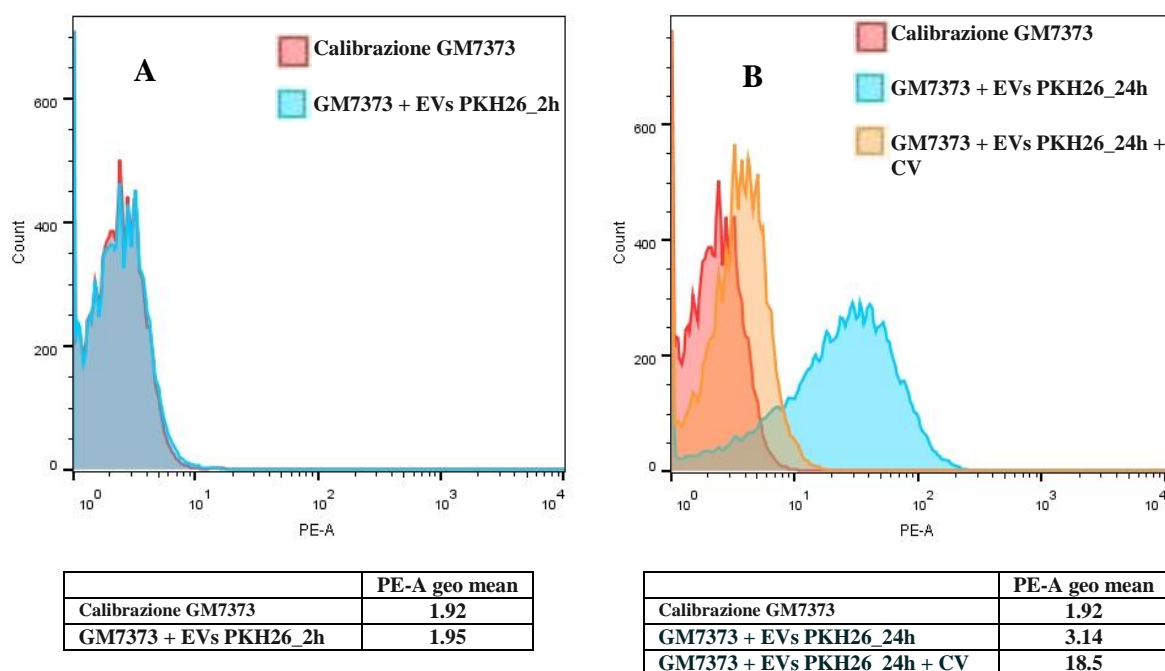 A
Calibrazione GM7373
GM7373 + EVs PKH26_2h
600
400
200
0
Count
10^0 10^1 10^2 10^3 10^4
PE-A
B
Calibrazione GM7373
GM7373 + EVs PKH26_24h
GM7373 + EVs PKH26_24h +
CV
600
400
200
0
Count
10^0 10^1 10^2 10^3 10^4
PE-A
PE-A geo mean
Calibrazione GM7373 1.92
GM7373 + EVs PKH26_2h 1.95
PE-A geo mean
Calibrazione GM7373 1.92
GM7373 + EVs PKH26_24h 3.14
GM7373 + EVs PKH26_24h + CV 18.5